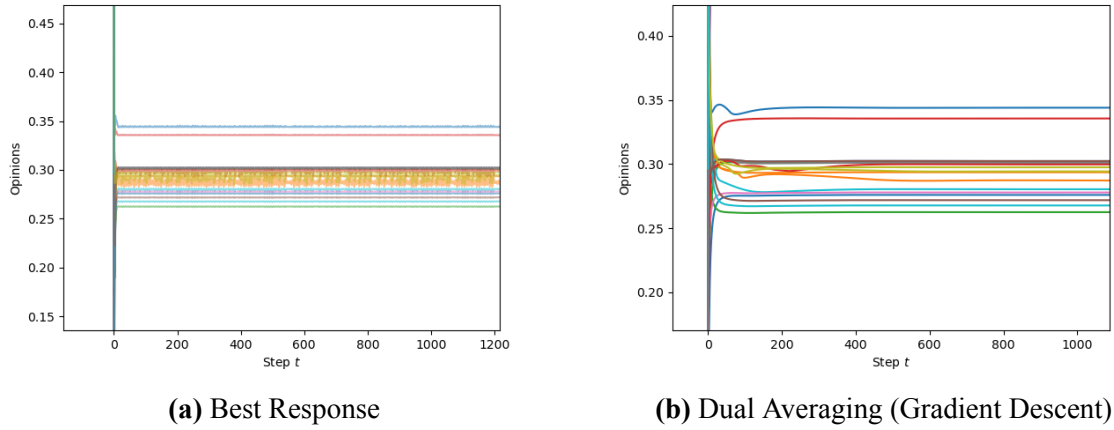 0.45
0.40
0.35
0.30
0.25
0.20
0.15
Opinions
0 200 400 600 800 1000 1200
Step t
(a) Best Response
0.40
0.35
0.30
0.25
0.20
Opinions
0 200 400 600 800 1000
Step t
(b) Dual Averaging (Gradient Descent)